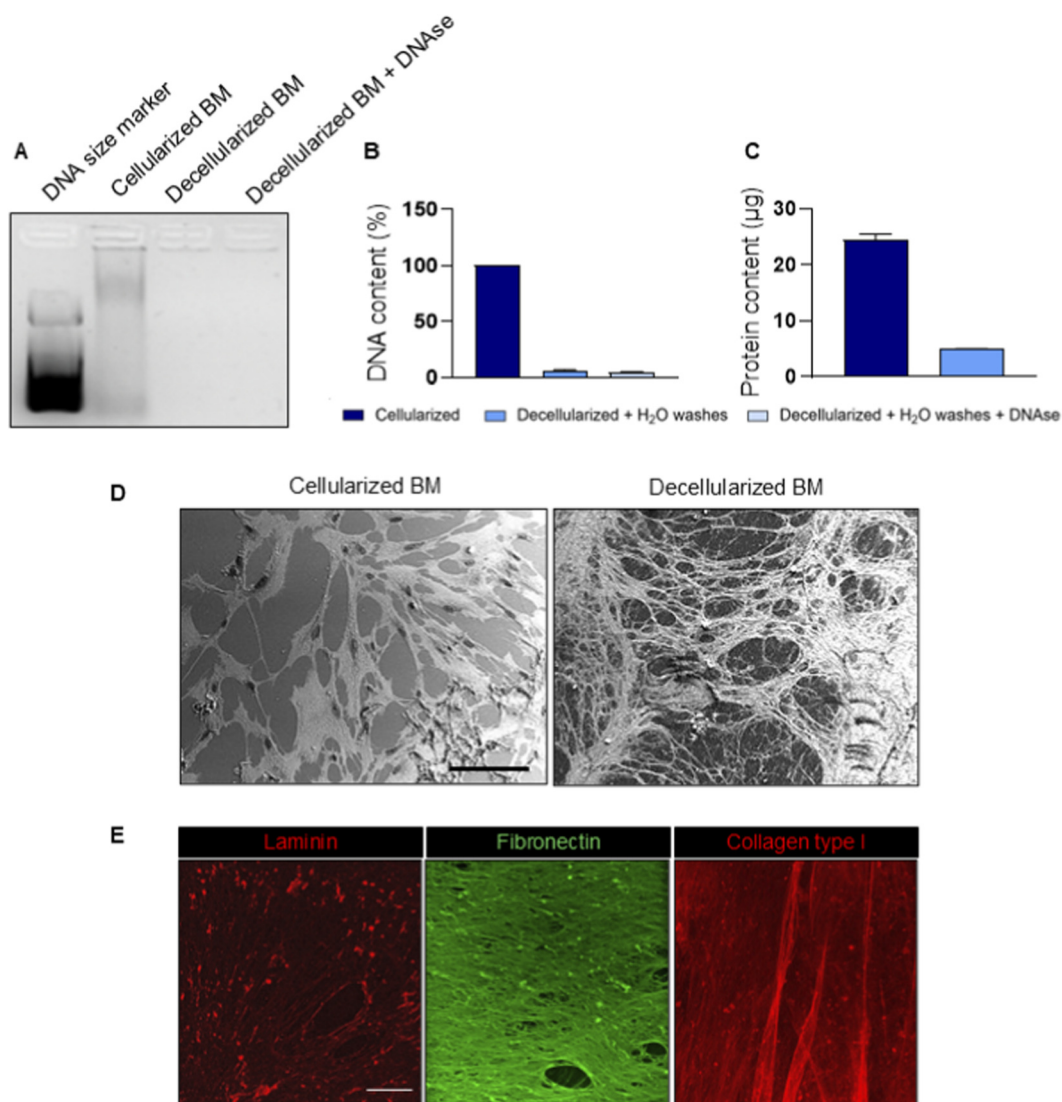 A
DNA size marker
Cellularized BM
Decellularized BM
Decellularized BM + DNAse
B
DNA content (%)
150
100
50
0
C
Protein content (µg)
30
20
10
0
Cellularized
Decellularized + H₂O washes
Decellularized + H₂O washes + DNAse
D
Cellularized BM
Decellularized BM
E
Laminin
Fibronectin
Collagen type I